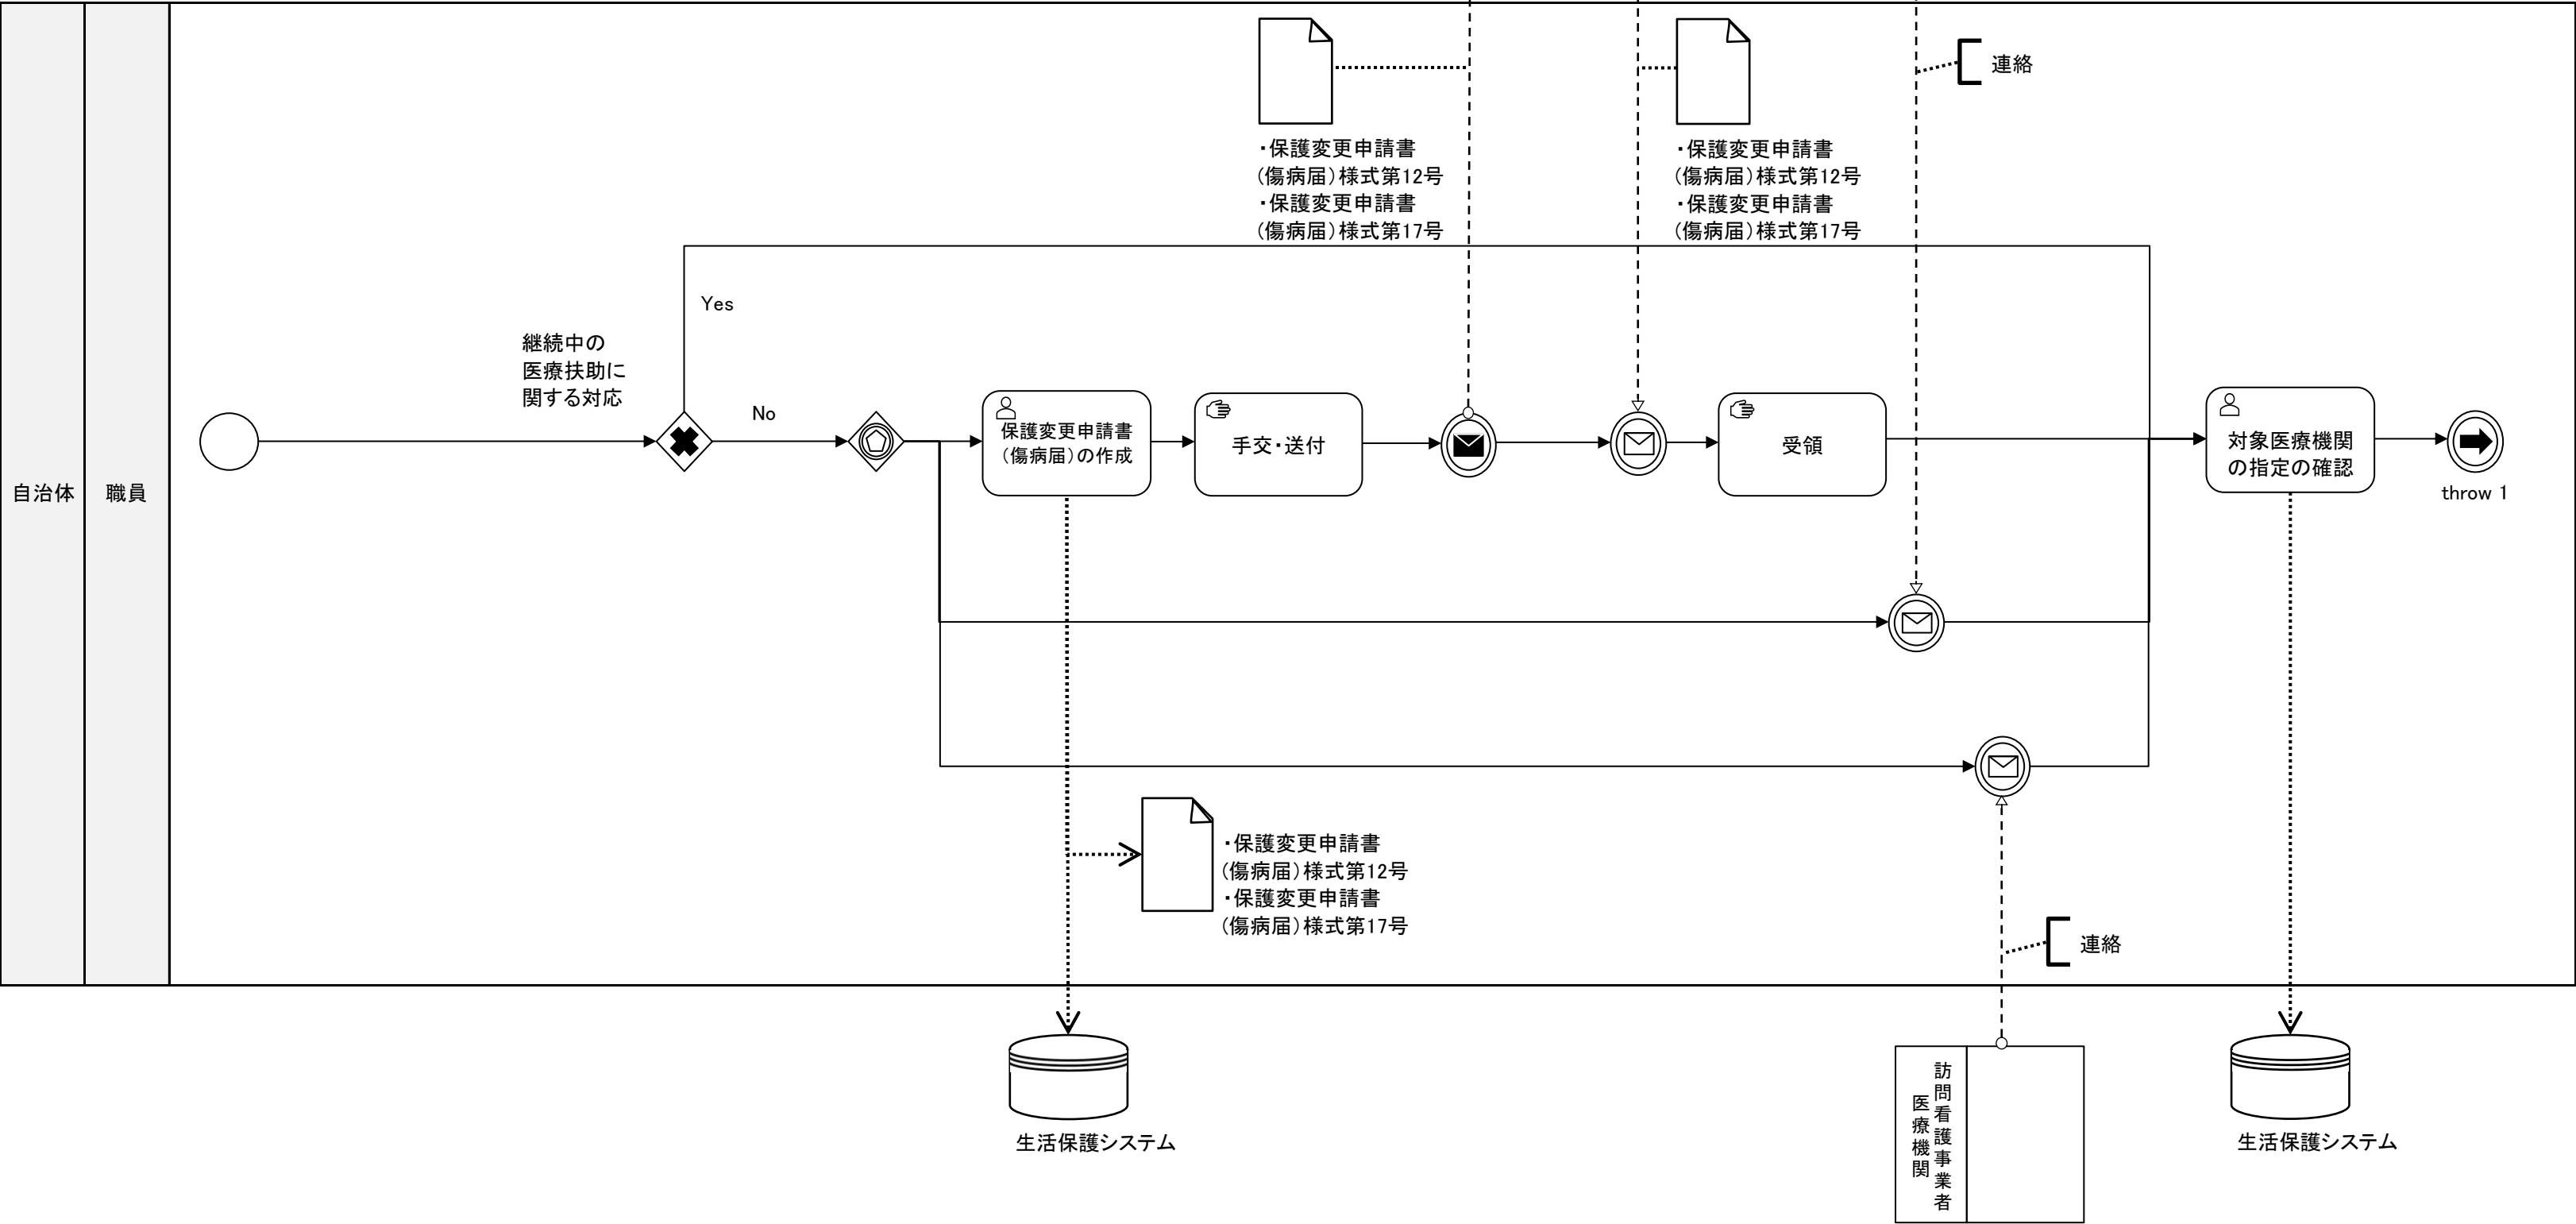 自治体
職員
・保護変更申請書
(傷病届)様式第12号
・保護変更申請書
(傷病届)様式第17号
・保護変更申請書
(傷病届)様式第12号
・保護変更申請書
(傷病届)様式第17号
連絡
Yes
継続中の
医療扶助に
関する対応
No
保護変更申請書
(傷病届)の作成
手交・送付
受領
対象医療機関
の指定の確認
throw 1
・保護変更申請書
(傷病届)様式第12号
・保護変更申請書
(傷病届)様式第17号
連絡
生活保護システム
訪問看護事業者
医療機関
生活保護システム